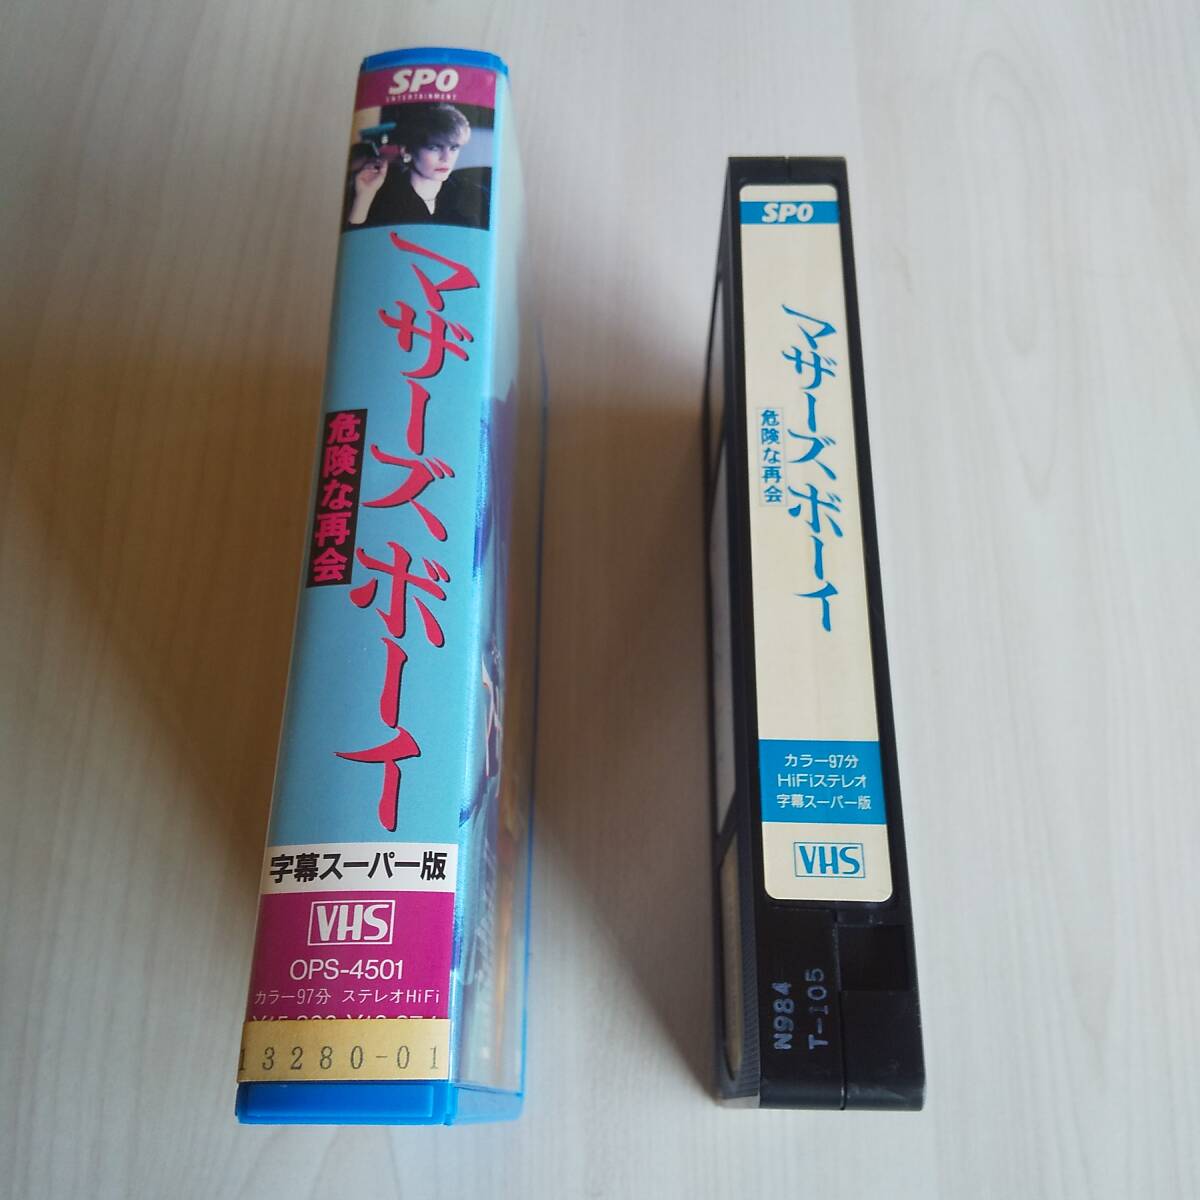 SPO
ENTERTAINMENT
マザーズボーイ
危険な再会
字幕スーパー版
VHS
OPS-4501
カラー97分 ステレオHiFi
13280-01
SPO
マザーズボーイ
危険な再会
カラー97分
HiFiステレオ
字幕スーパー版
VHS
N984
T-105